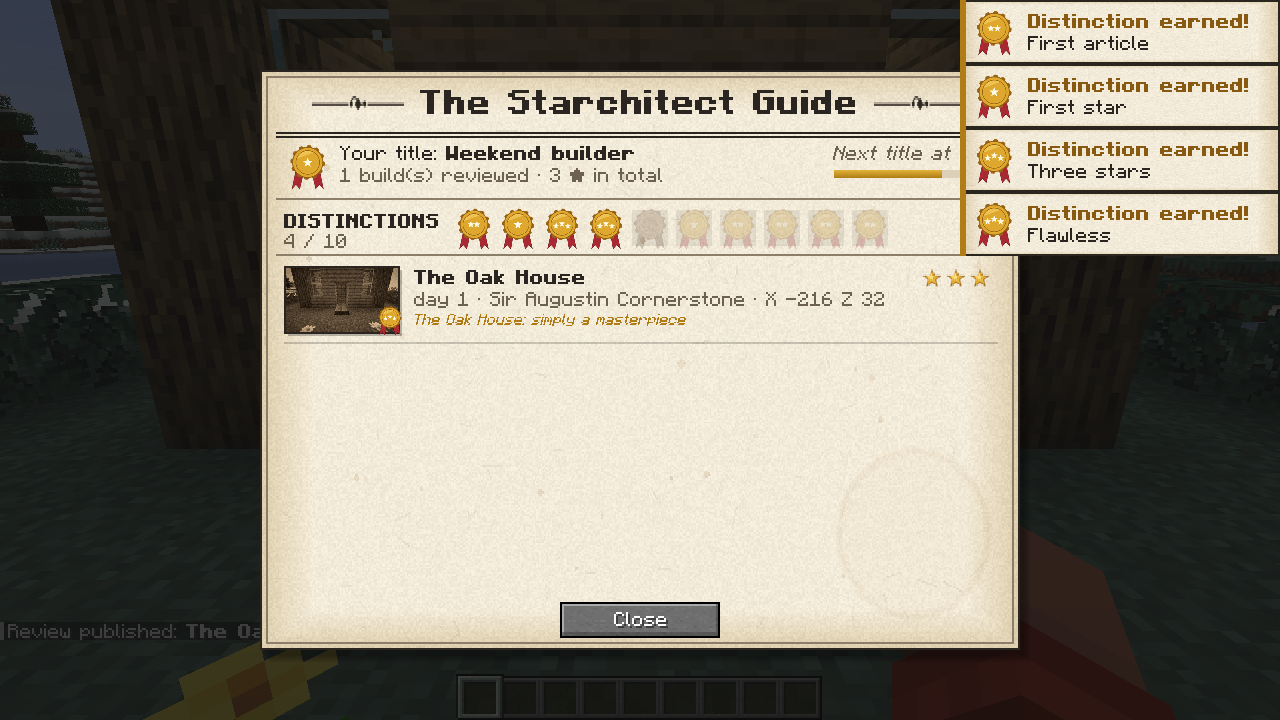 Distinction earned!
First article
Distinction earned!
First star
Distinction earned!
Three stars
Distinction earned!
Flawless
The Starchitect Guide
Your title: Weekend builder
1 build(s) reviewed · 3 ★ in total
Next title at
DISTINCTIONS
4 / 10
The Oak House
day 1 · Sir Augustin Cornerstone · X -216 Z 32
The Oak House: simply a masterpiece
Close
Review published: The Oa